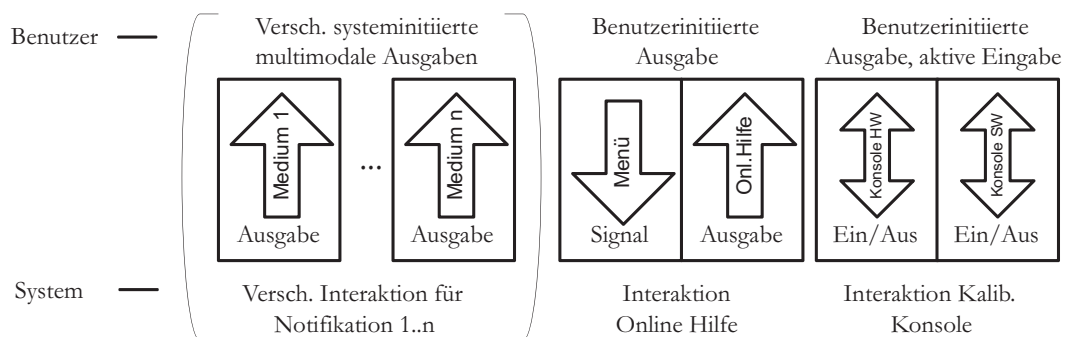 Benutzer
Versch. systeminitiierte
multimodale Ausgaben
Benutzerinitiierte
Ausgabe
Benutzerinitiierte
Ausgabe, aktive Eingabe
Medium 1
...
Medium n
Menü
Onl.Hilfe
Konsole HW
Konsole SW
Ausgabe
Ausgabe
Signal
Ausgabe
Ein/Aus
Ein/Aus
System
Versch. Interaktion für
Notifikation 1..n
Interaktion
Online Hilfe
Interaktion Kalib.
Konsole